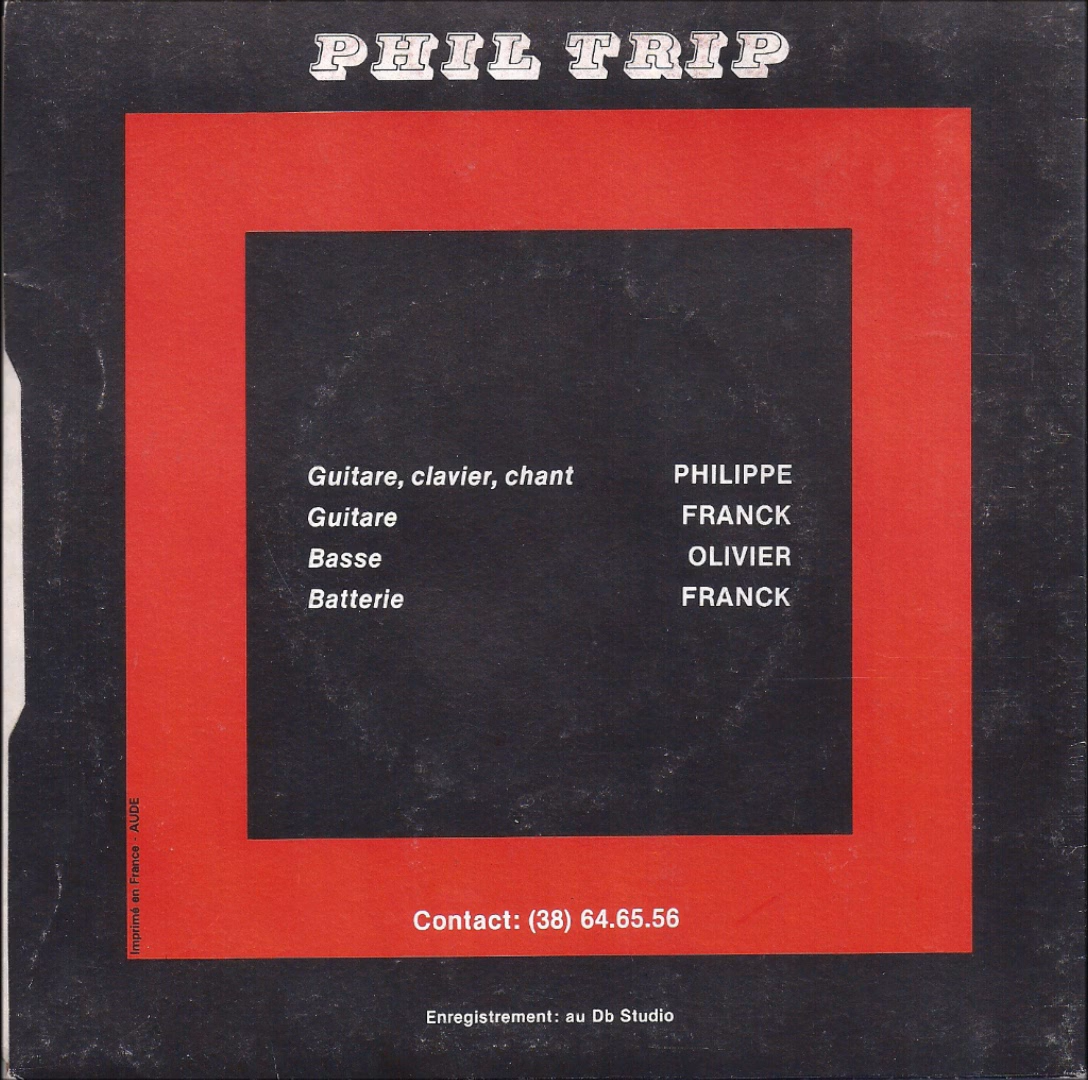 PHIL TRIP
Guitare, clavier, chant PHILIPPE
Guitare FRANCK
Basse OLIVIER
Batterie FRANCK
Imprimé en France - AUDE
Contact: (38) 64.65.56
Enregistrement: au Db Studio